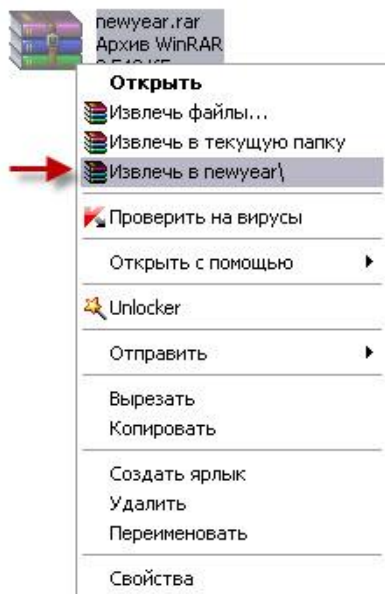 newyear.rar
Архив WinRAR
Открыть
Извлечь файлы...
Извлечь в текущую папку
Извлечь в newyear\
Проверить на вирусы
Открыть с помощью
Unlocker
Отправить
Вырезать
Копировать
Создать ярлык
Удалить
Переименовать
Свойства